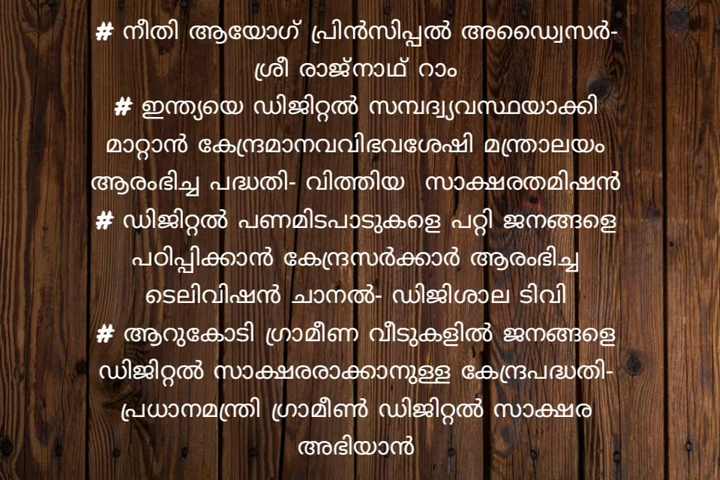 # നീതി ആയോഗ് പ്രിൻസിപ്പൽ അഡ്വൈസർ-
ശ്രീ രാജ്നാഥ് റാം
# ഇന്ത്യയെ ഡിജിറ്റൽ സമ്പദ്വ്യവസ്ഥയാക്കി
മാറ്റാൻ കേന്ദ്രമാനവവിഭവശേഷി മന്ത്രാലയം
ആരംഭിച്ച പദ്ധതി- വിത്തിയ സാക്ഷരതമിഷൻ
# ഡിജിറ്റൽ പണമിടപാടുകളെ പറ്റി ജനങ്ങളെ
പഠിപ്പിക്കാൻ കേന്ദ്രസർക്കാർ ആരംഭിച്ച
ടെലിവിഷൻ ചാനൽ- ഡിജിശാല ടിവി
# ആറുകോടി ഗ്രാമീണ വീടുകളിൽ ജനങ്ങളെ
ഡിജിറ്റൽ സാക്ഷരരാക്കാനുള്ള കേന്ദ്രപദ്ധതി-
പ്രധാനമന്ത്രി ഗ്രാമീൺ ഡിജിറ്റൽ സാക്ഷര
അഭിയാൻ